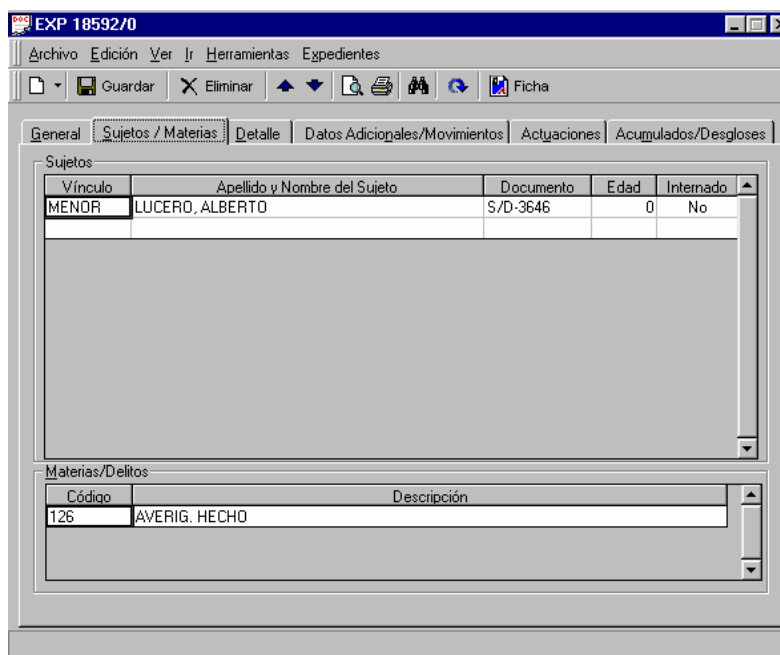 EXP 18592/0
Archivo Edición Ver Ir Herramientas Expedientes
Guardar Eliminar Ficha
General Sujetos / Materias Detalle Datos Adicionales/Movimientos Actuaciones Acumulados/Desgloses
Sujetos
Vínculo Apellido y Nombre del Sujeto Documento Edad Internado
MENOR LUCERO, ALBERTO S/D-3646 0 No
Materias/Delitos
Código Descripción
126 AVERIG. HECHO